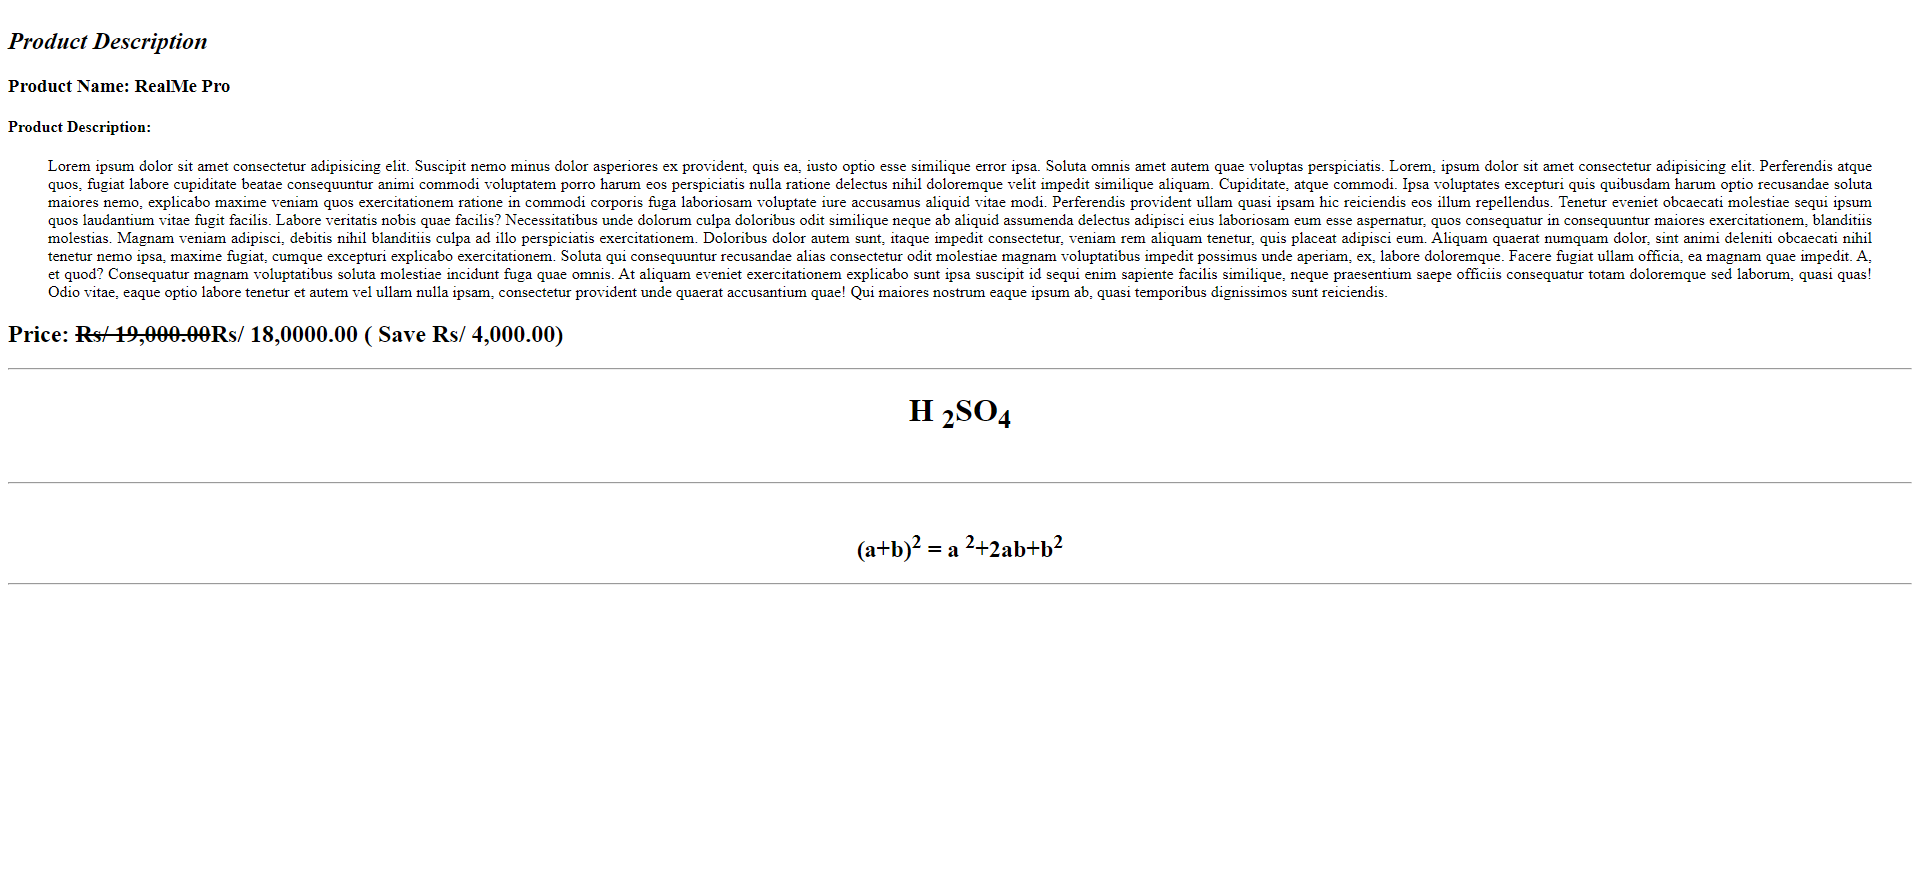 Product Description
Product Name: RealMe Pro
Product Description:
Lorem ipsum dolor sit amet consectetur adipisicing elit. Suscipit nemo minus dolor asperiores ex provident, quis ea, iusto optio esse similique error ipsa. Soluta omnis amet autem quae voluptas perspiciatis. Lorem, ipsum dolor sit amet consectetur adipisicing elit. Perferendis atque
quos, fugiat labore cupiditate beatae consequuntur animi commodi voluptatem porro harum eos perspiciatis nulla ratione delectus nihil doloremque velit impedit similique aliquam. Cupiditate, atque commodi. Ipsa voluptates excepturi quis quibusdam harum optio recusandae soluta
maiores nemo, explicabo maxime veniam quos exercitationem ratione in commodi corporis fuga laboriosam voluptate iure accusamus aliquid vitae modi. Perferendis provident ullam quasi ipsam hic reiciendis eos illum repellendus. Tenetur eveniet obcaecati molestiae sequi ipsum
quos laudantium vitae fugit facilis. Labore veritatis nobis quae facilis? Necessitatibus unde dolorum culpa doloribus odit similique neque ab aliquid assumenda delectus adipisci eius laboriosam eum esse aspernatur, quos consequatur in consequuntur maiores exercitationem, blanditiis
molestias. Magnam veniam adipisci, debitis nihil blanditiis culpa ad illo perspiciatis exercitationem. Doloribus dolor autem sunt, itaque impedit consectetur, veniam rem aliquam tenetur, quis placeat adipisci eum. Aliquam quaerat numquam dolor, sint animi deleniti obcaecati nihil
tenetur nemo ipsa, maxime fugiat, cumque excepturi explicabo exercitationem. Soluta qui consequuntur recusandae alias consectetur odit molestiae magnam voluptatibus impedit possimus unde aperiam, ex, labore doloremque. Facere fugiat ullam officia, ea magnam quae impedit. A,
et quod? Consequatur magnam voluptatibus soluta molestiae incidunt fuga quae omnis. At aliquam eveniet exercitationem explicabo sunt ipsa suscipit id sequi enim sapiente facilis similique, neque praesentium saepe officiis consequatur totam doloremque sed laborum, quasi quas!
Odio vitae, eaque optio labore tenetur et autem vel ullam nulla ipsam, consectetur provident unde quaerat accusantium quae! Qui maiores nostrum eaque ipsum ab, quasi temporibus dignissimos sunt reiciendis.
Price: Rs/ 19,000.00Rs/ 18,0000.00 ( Save Rs/ 4,000.00)
H ₂SO₄
(a+b)² = a ²+2ab+b²